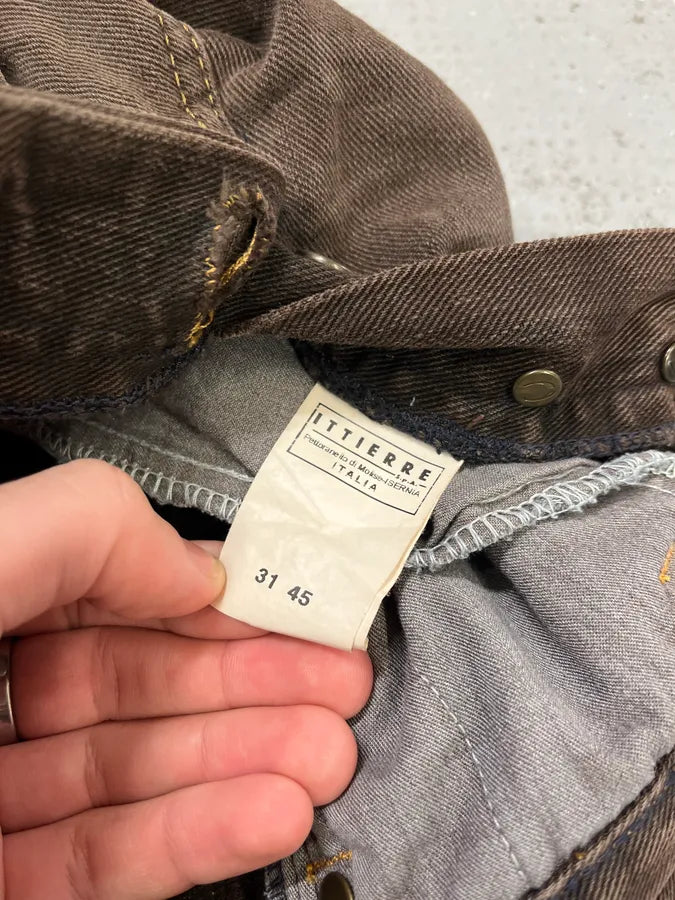 ITTIERRE
S.P.A.
Pettoranello di Molise-ISERNIA
ITALIA
31 45